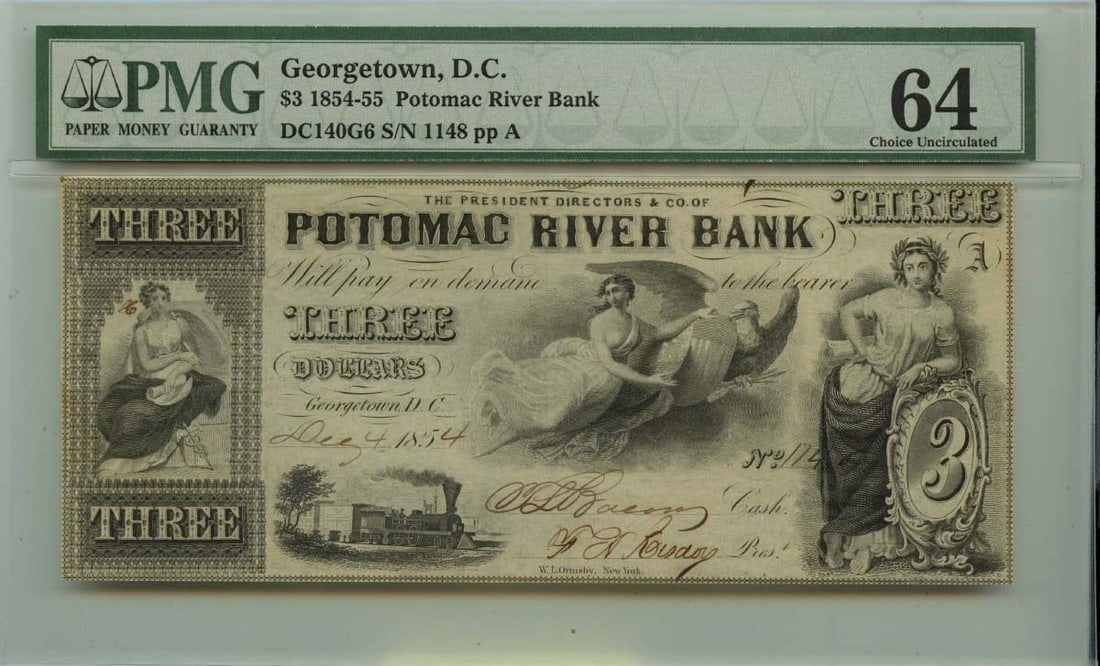 PMG
PAPER MONEY GUARANTY
Georgetown, D.C.
$3 1854-55 Potomac River Bank
DC140G6 S/N 1148 pp A
64
Choice Uncirculated
THREE
THE PRESIDENT DIRECTORS & CO. OF
THREE
POTOMAC RIVER BANK
A
Will pay on demand to the bearer
THREE
DOLLARS
Georgetown, D.C.
Dec 4 1854
No.
3
Cash.
THREE
Pres.t
W. L. Ormsby, New York.